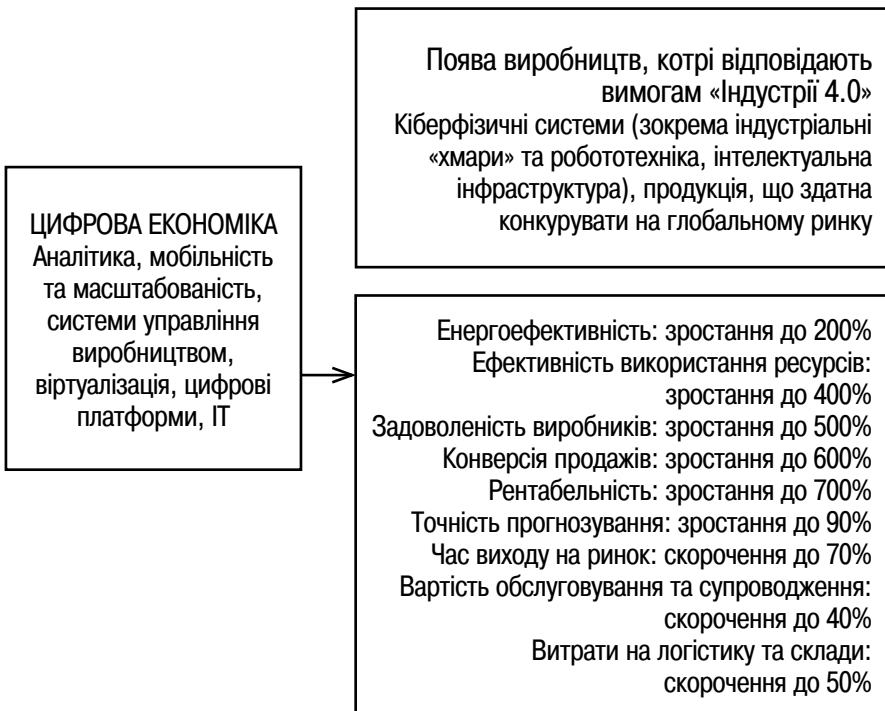 ЦИФРОВА ЕКОНОМІКА
Аналітика, мобільність
та масштабованість,
системи управління
виробництвом,
віртуалізація, цифрові
платформи, ІТ
Поява виробництв, котрі відповідають
вимогам «Індустрії 4.0»
Кіберфізичні системи (зокрема індустріальні
«хмари» та робототехніка, інтелектуальна
інфраструктура), продукція, що здатна
конкурувати на глобальному ринку
Енергоефективність: зростання до 200%
Ефективність використання ресурсів:
зростання до 400%
Задоволеність виробників: зростання до 500%
Конверсія продажів: зростання до 600%
Рентабельність: зростання до 700%
Точність прогнозування: зростання до 90%
Час виходу на ринок: скорочення до 70%
Вартість обслуговування та супроводження:
скорочення до 40%
Витрати на логістику та склади:
скорочення до 50%